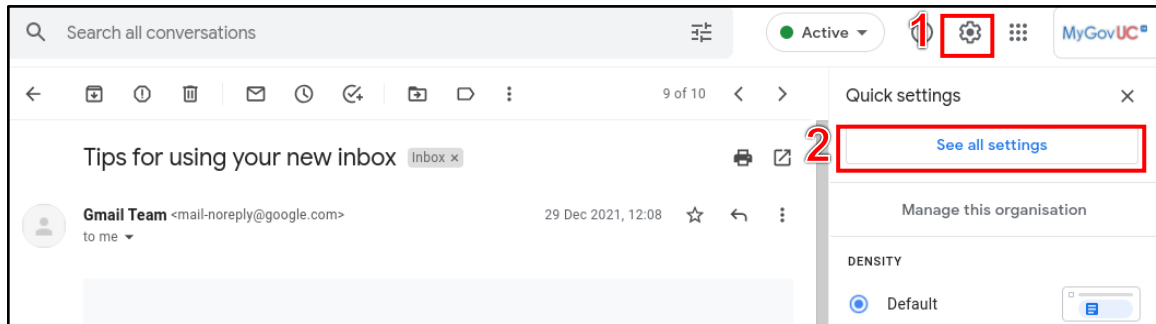 Search all conversations
Active
1
MyGovUC
9 of 10
Quick settings
2
See all settings
Tips for using your new inbox Inbox ×
Gmail Team <mail-noreply@google.com> 29 Dec 2021, 12:08
to me
Manage this organisation
DENSITY
Default